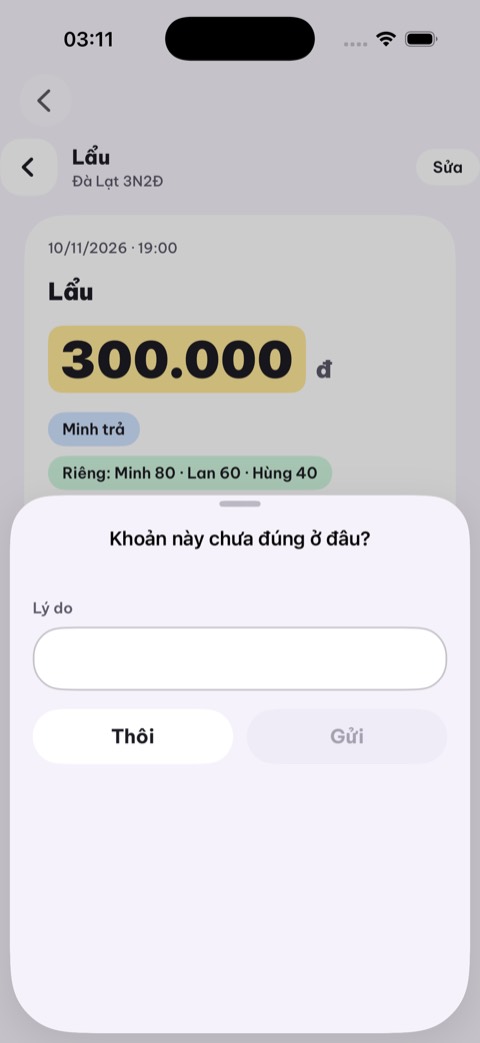 03:11
Lẩu
Đà Lạt 3N2Đ
Sửa
10/11/2026 · 19:00
Lẩu
300.000 đ
Minh trả
Riêng: Minh 80 · Lan 60 · Hùng 40
Khoản này chưa đúng ở đâu?
Lý do
Thôi
Gửi